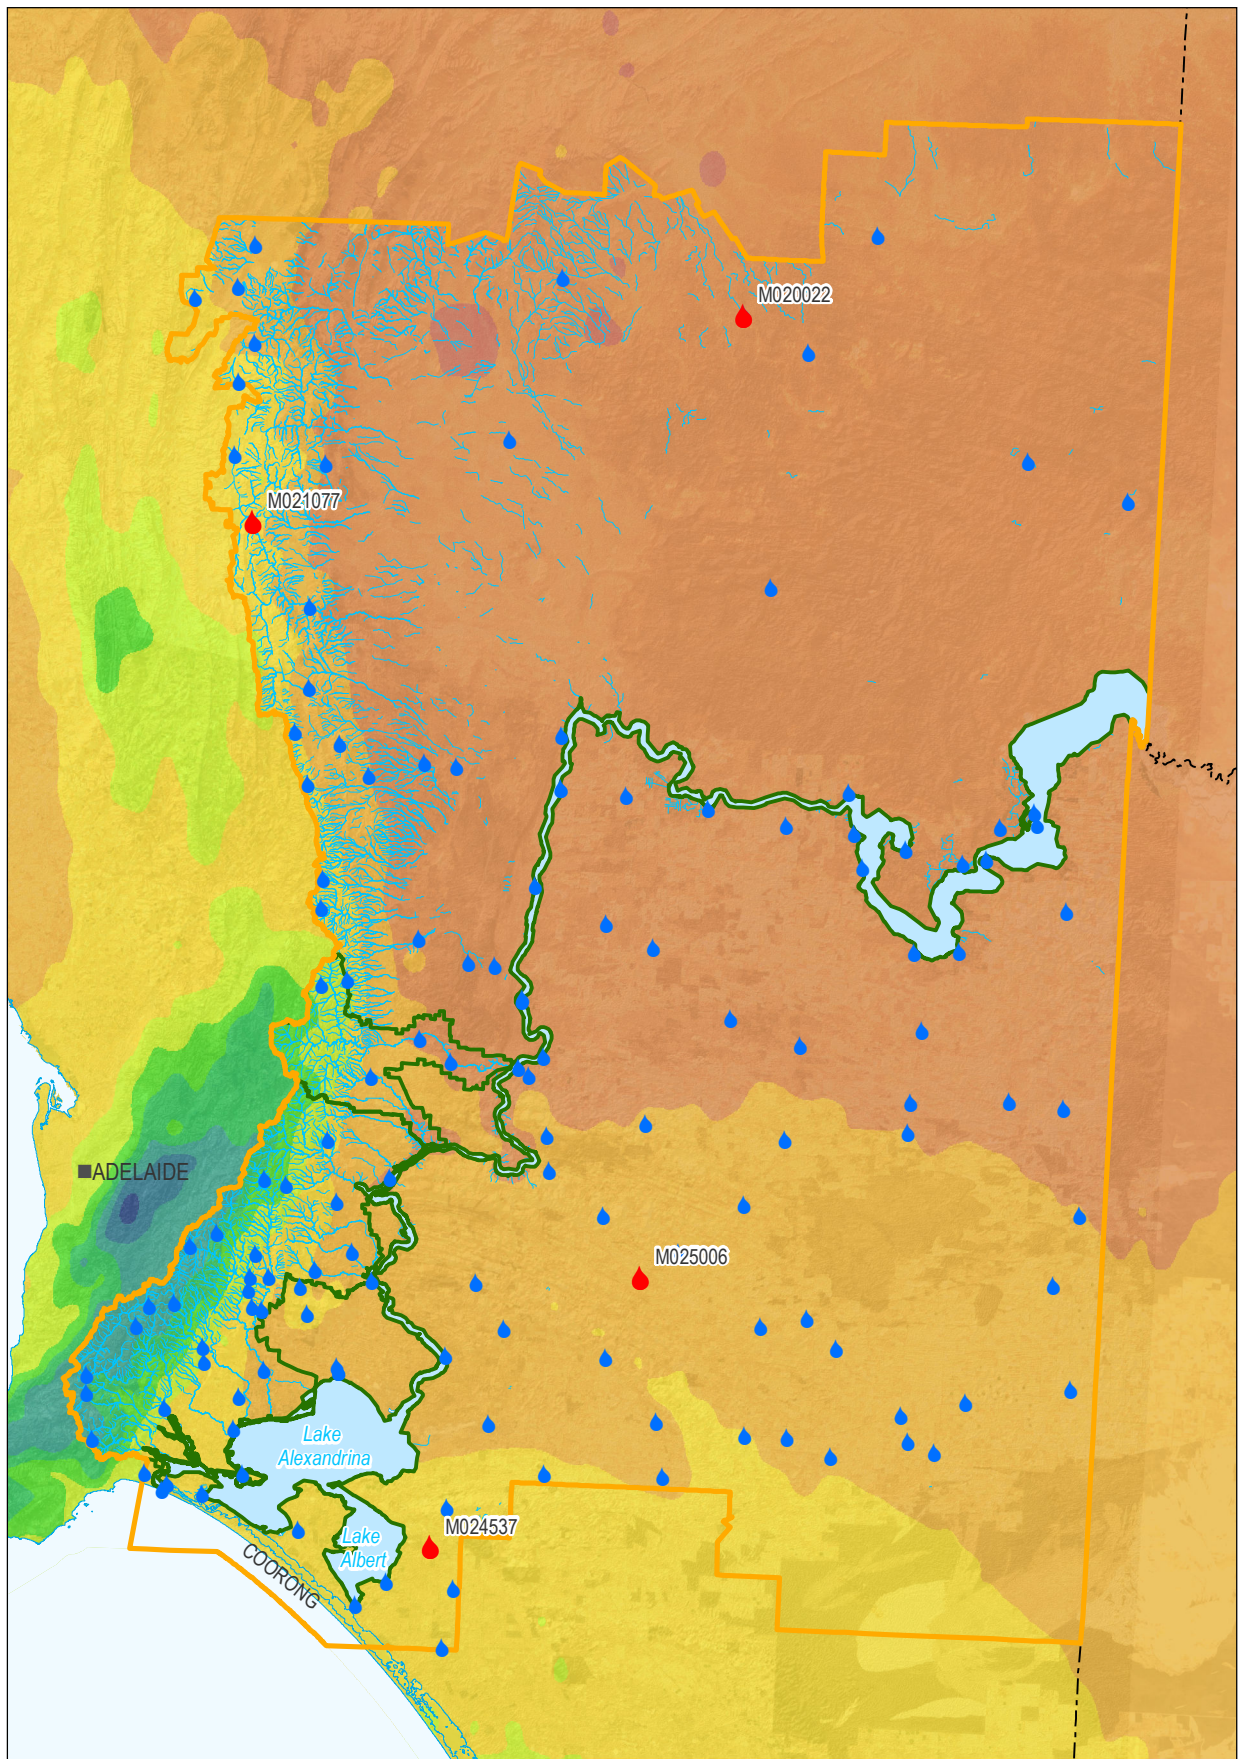 M020022
M021077
ADELAIDE
M025006
Lake
Alexandrina
M024537
Lake
Albert
COORONG